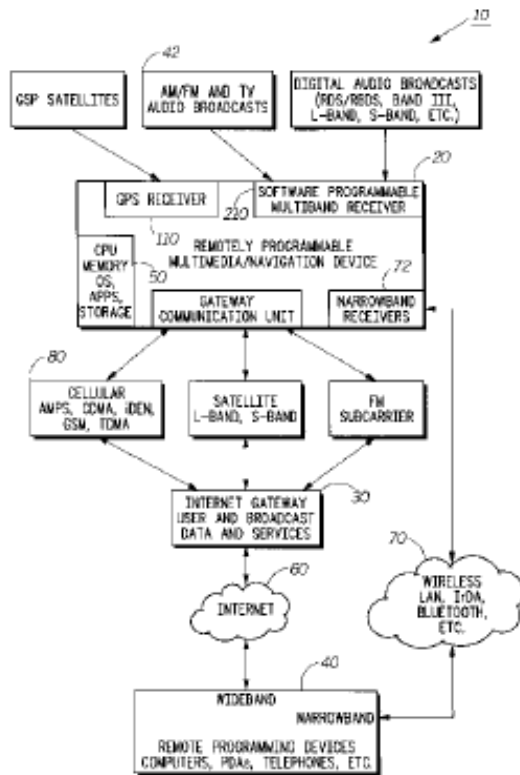 10
42
GSP SATELLITES
AM/FM AND TV
AUDIO BROADCASTS
DIGITAL AUDIO BROADCASTS
(RDS/RBDS, BAND III,
L-BAND, S-BAND, ETC.)
20
GPS RECEIVER
210
SOFTWARE PROGRAMMABLE
MULTIBAND RECEIVER
110
CPU
MEMORY
OS,
APPS,
STORAGE
50
REMOTELY PROGRAMMABLE
MULTIMEDIA/NAVIGATION DEVICE
72
GATEWAY
COMMUNICATION UNIT
NARROWBAND
RECEIVERS
80
CELLULAR
AMPS, CDMA, iDEN,
GSM, TDMA
SATELLITE
L-BAND, S-BAND
FM
SUBCARRIER
30
INTERNET GATEWAY
USER AND BROADCAST
DATA AND SERVICES
60
INTERNET
70
WIRELESS
LAN, IrDA,
BLUETOOTH,
ETC.
40
WIDEBAND
NARROWBAND
REMOTE PROGRAMMING DEVICES
COMPUTERS, PDAs, TELEPHONES, ETC.